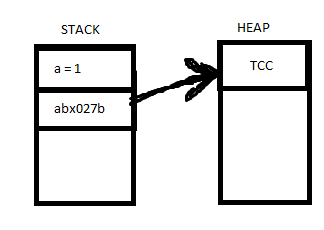 STACK
HEAP
a = 1
TCC
abx027b